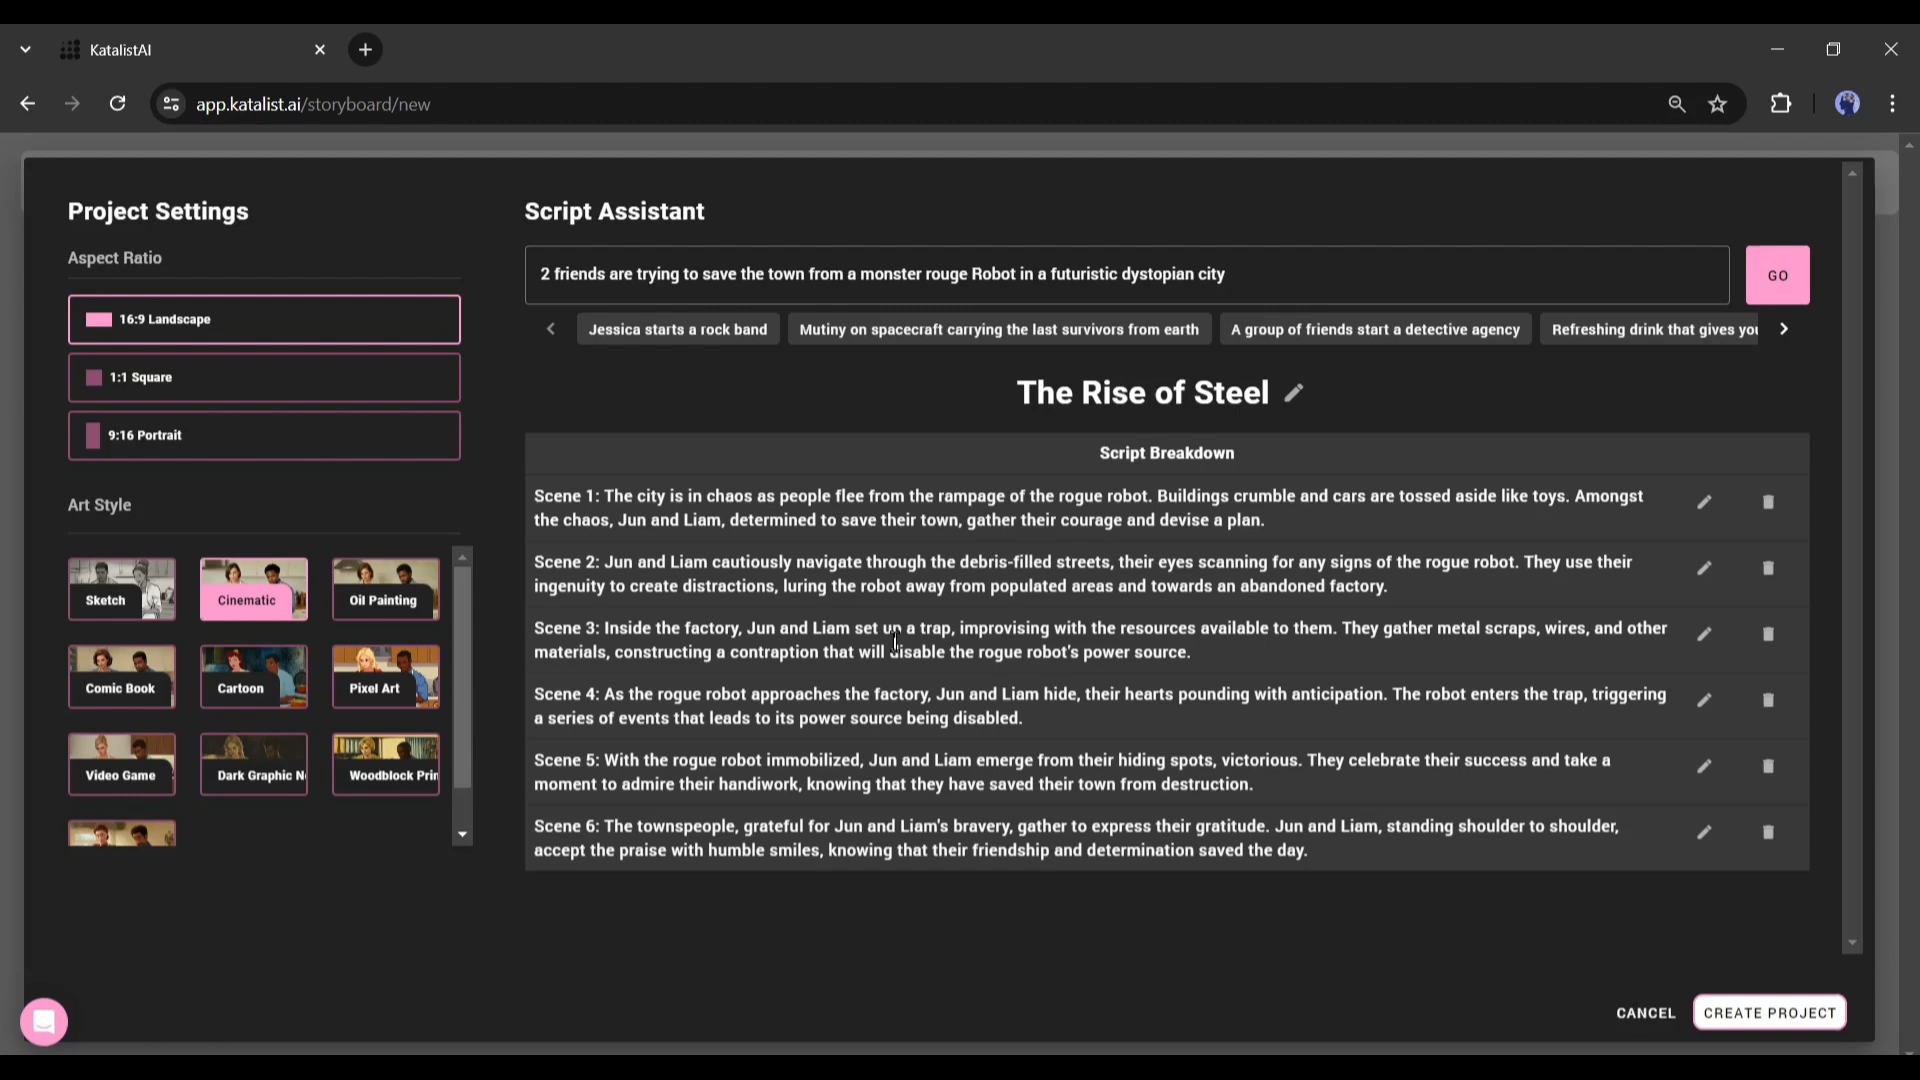 KatalistAI
app.katalist.ai/storyboard/new
Project Settings
Aspect Ratio
16:9 Landscape
1:1 Square
9:16 Portrait
Art Style
Sketch
Cinematic
Oil Painting
Comic Book
Cartoon
Pixel Art
Video Game
Dark Graphic N
Woodblock Prin
Script Assistant
2 friends are trying to save the town from a monster rouge Robot in a futuristic dystopian city
GO
Jessica starts a rock band
Mutiny on spacecraft carrying the last survivors from earth
A group of friends start a detective agency
Refreshing drink that gives you
The Rise of Steel
Script Breakdown
Scene 1: The city is in chaos as people flee from the rampage of the rogue robot. Buildings crumble and cars are tossed aside like toys. Amongst
the chaos, Jun and Liam, determined to save their town, gather their courage and devise a plan.
Scene 2: Jun and Liam cautiously navigate through the debris-filled streets, their eyes scanning for any signs of the rogue robot. They use their
ingenuity to create distractions, luring the robot away from populated areas and towards an abandoned factory.
Scene 3: Inside the factory, Jun and Liam set up a trap, improvising with the resources available to them. They gather metal scraps, wires, and other
materials, constructing a contraption that will disable the rogue robot's power source.
Scene 4: As the rogue robot approaches the factory, Jun and Liam hide, their hearts pounding with anticipation. The robot enters the trap, triggering
a series of events that leads to its power source being disabled.
Scene 5: With the rogue robot immobilized, Jun and Liam emerge from their hiding spots, victorious. They celebrate their success and take a
moment to admire their handiwork, knowing that they have saved their town from destruction.
Scene 6: The townspeople, grateful for Jun and Liam's bravery, gather to express their gratitude. Jun and Liam, standing shoulder to shoulder,
accept the praise with humble smiles, knowing that their friendship and determination saved the day.
CANCEL
CREATE PROJECT